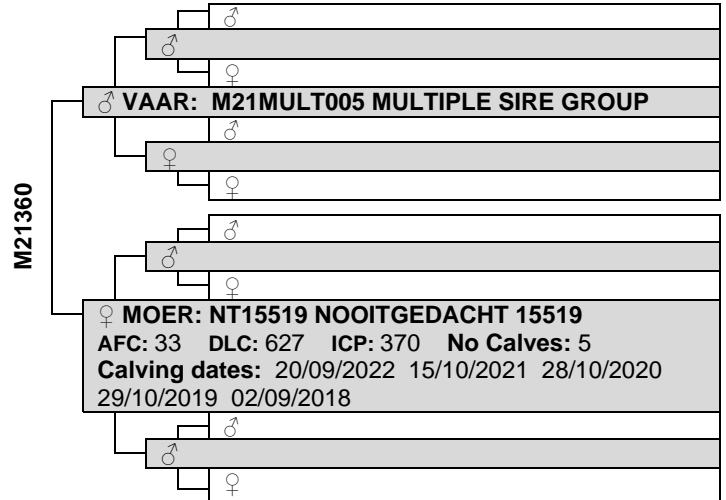 ♂
♂
♀
♂ VAAR: M21MULT005 MULTIPLE SIRE GROUP
♂
♀
♀
M21360
♂
♂
♀
♀ MOER: NT15519 NOOITGEDACHT 15519
AFC: 33 DLC: 627 ICP: 370 No Calves: 5
Calving dates: 20/09/2022 15/10/2021 28/10/2020
29/10/2019 02/09/2018
♂
♂
♀